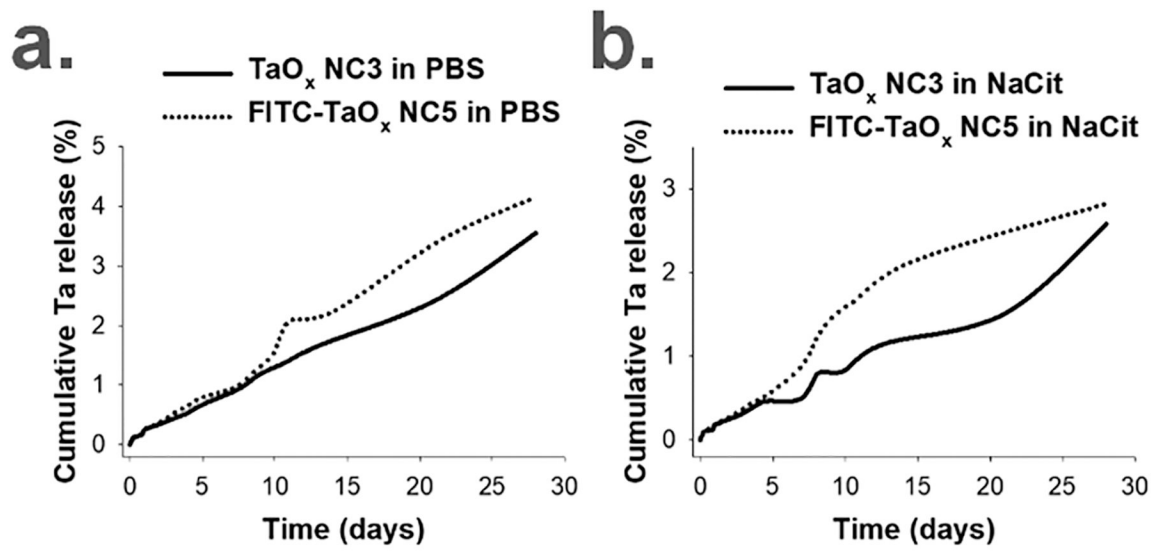 a.
TaOx NC3 in PBS
FITC-TaOx NC5 in PBS
Cumulative Ta release (%)
5
4
3
2
1
0
0 5 10 15 20 25 30
Time (days)
b.
TaOx NC3 in NaCit
FITC-TaOx NC5 in NaCit
Cumulative Ta release (%)
3
2
1
0
0 5 10 15 20 25 30
Time (days)